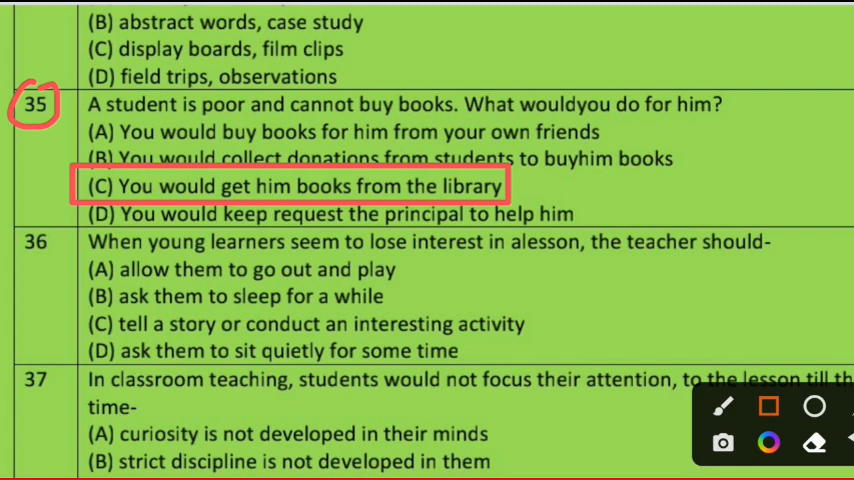 (B) abstract words, case study
(C) display boards, film clips
(D) field trips, observations
35 A student is poor and cannot buy books. What wouldyou do for him?
(A) You would buy books for him from your own friends
(B) You would collect donations from students to buyhim books
(C) You would get him books from the library
(D) You would keep request the principal to help him
36 When young learners seem to lose interest in alesson, the teacher should-
(A) allow them to go out and play
(B) ask them to sleep for a while
(C) tell a story or conduct an interesting activity
(D) ask them to sit quietly for some time
37 In classroom teaching, students would not focus their attention, to the lesson till
time-
(A) curiosity is not developed in their minds
(B) strict discipline is not developed in them